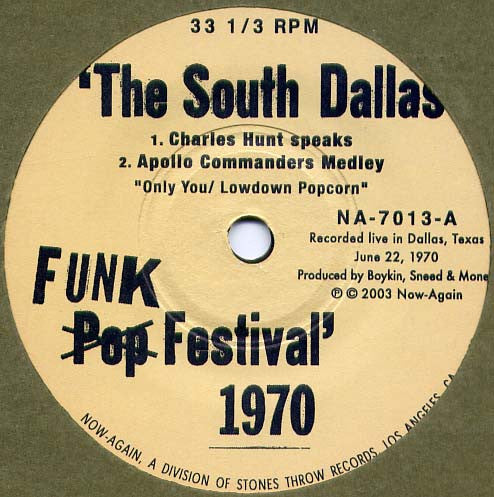 33 1/3 RPM
'The South Dallas
1. Charles Hunt speaks
2. Apollo Commanders Medley
"Only You/ Lowdown Popcorn"
NA-7013-A
Recorded live in Dallas, Texas
June 22, 1970
Produced by Boykin, Sneed & Mone
℗ © 2003 Now-Again
FUNK
Pop Festival'
1970
NOW-AGAIN, A DIVISION OF STONES THROW RECORDS, LOS ANGELES, CA